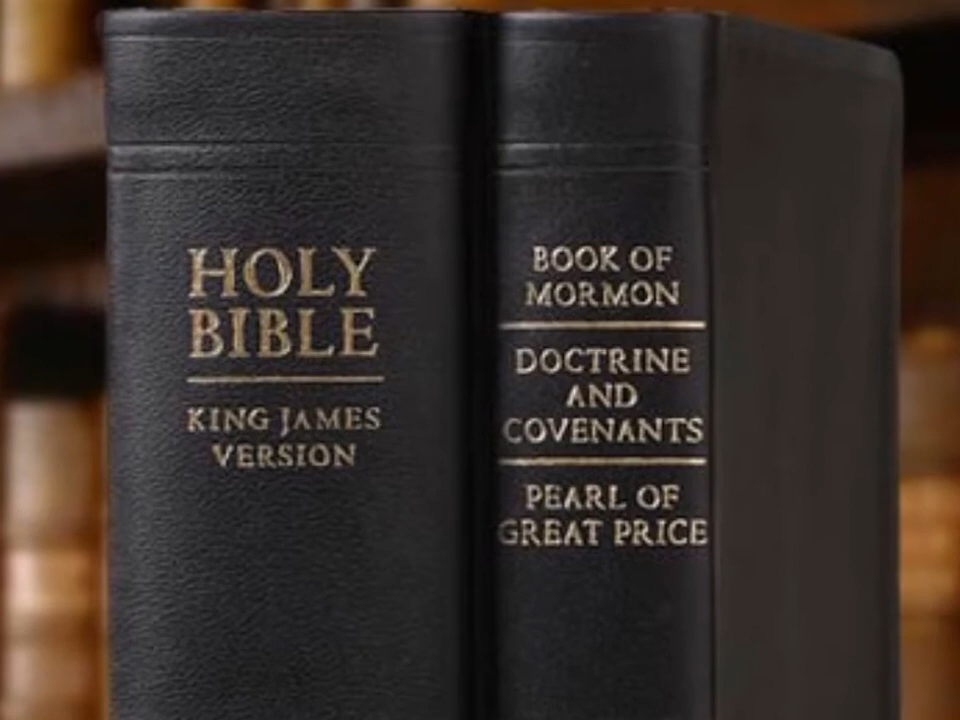 HOLY
BIBLE
KING JAMES
VERSION
BOOK OF
MORMON
DOCTRINE
AND
COVENANTS
PEARL OF
GREAT PRICE